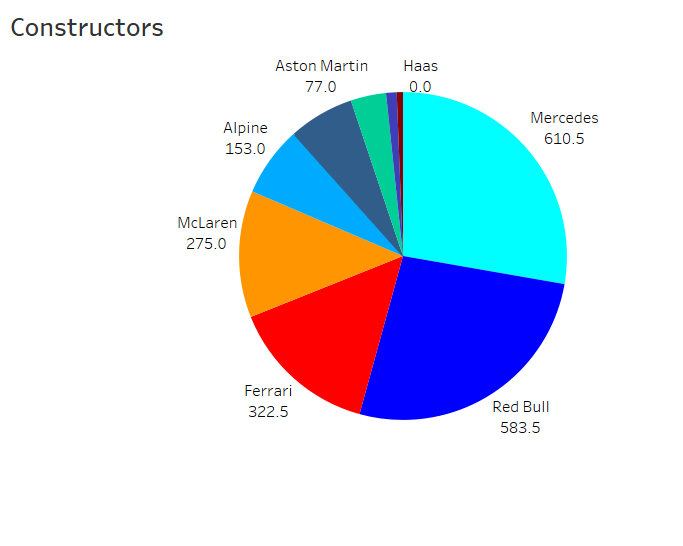 Constructors
Aston Martin
77.0
Haas
0.0
Mercedes
610.5
Alpine
153.0
McLaren
275.0
Ferrari
322.5
Red Bull
583.5